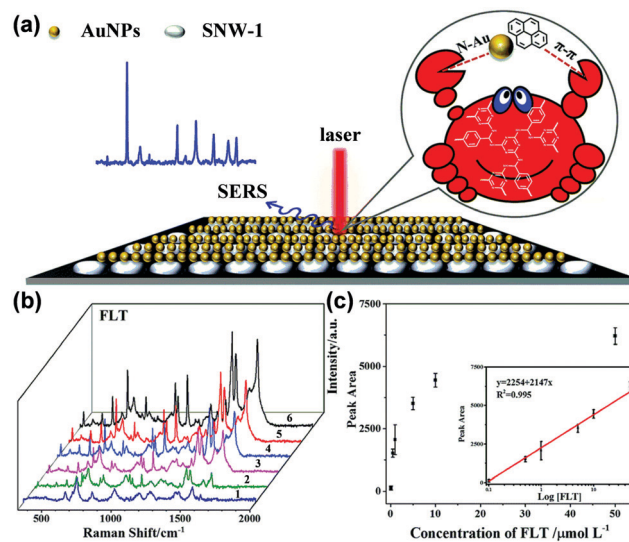 (a)
AuNPs
SNW-1
N-Au
π-π
laser
SERS
(b)
FLT
6
5
4
3
2
1
500
1000
1500
2000
Raman Shift/cm⁻¹
Intensity/a.u.
(c)
7500
5000
2500
0
Peak Area
0
10
20
30
40
50
Concentration of FLT /μmol L⁻¹
y=2254+2147x
R²=0.995
7500
5000
2500
0
Peak Area
0.1
1
10
Log [FLT]